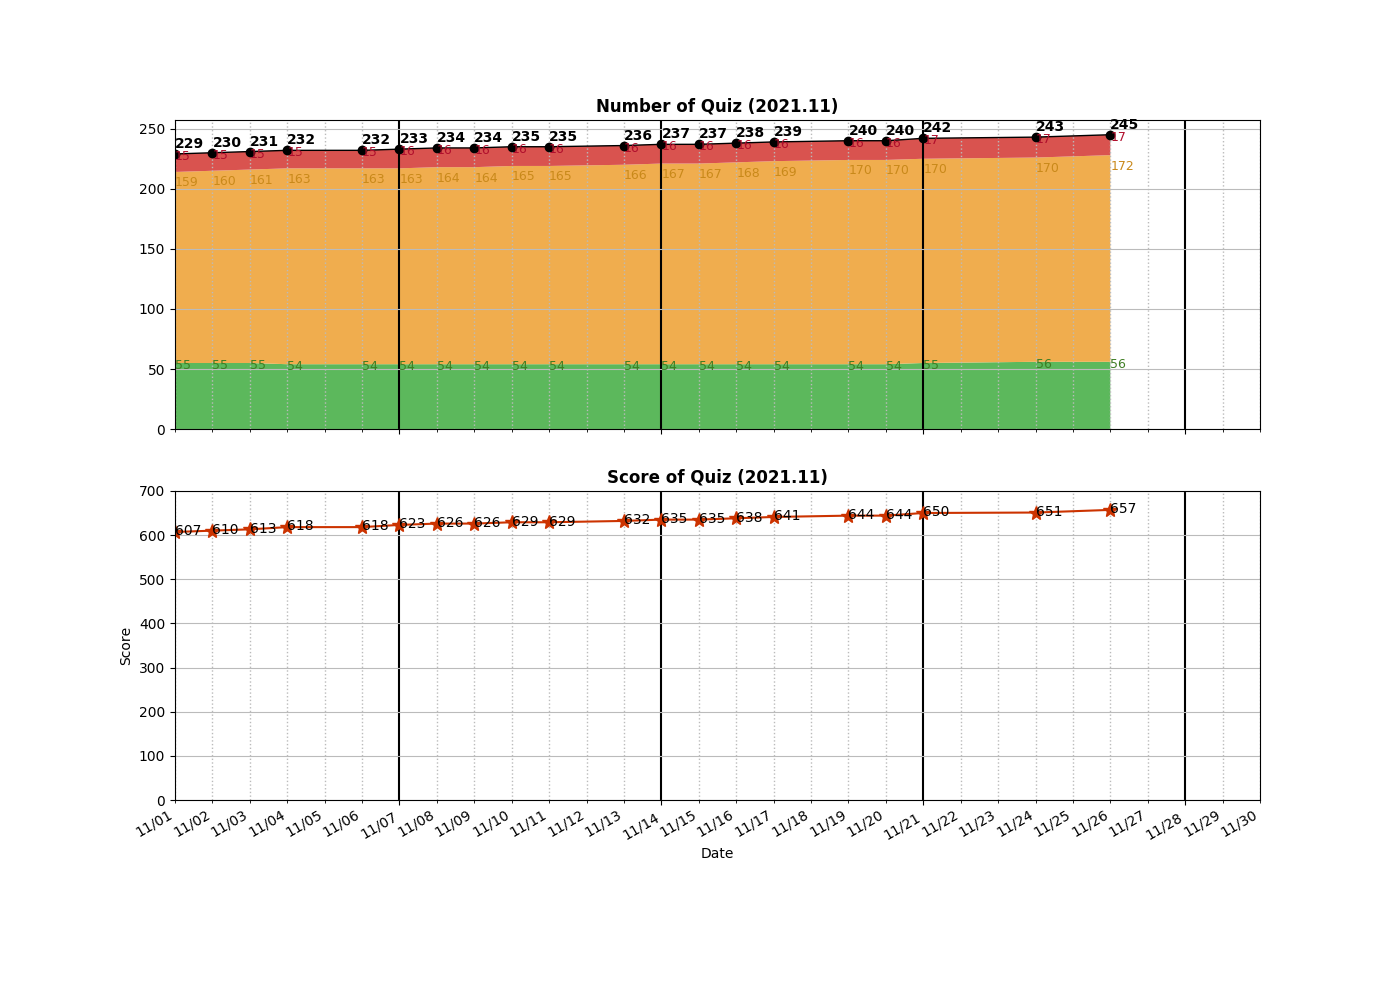 Number of Quiz (2021.11)
250
200
150
100
50
0
229 230 231 232 232 233 234 234 235 235 236 237 237 238 239 240 240 242 243 245
15 15 15 15 15 16 16 16 16 16 16 16 16 16 16 16 16 17 17 17
159 160 161 163 163 163 164 164 165 165 166 167 167 168 169 170 170 170 170 172
55 55 55 54 54 54 54 54 54 54 54 54 54 54 54 54 54 55 56 56
Score of Quiz (2021.11)
Score
700
600
500
400
300
200
100
0
607 610 613 618 618 623 626 626 629 629 632 635 635 638 641 644 644 650 651 657
11/01 11/02 11/03 11/04 11/05 11/06 11/07 11/08 11/09 11/10 11/11 11/12 11/13 11/14 11/15 11/16 11/17 11/18 11/19 11/20 11/21 11/22 11/23 11/24 11/25 11/26 11/27 11/28 11/29 11/30
Date